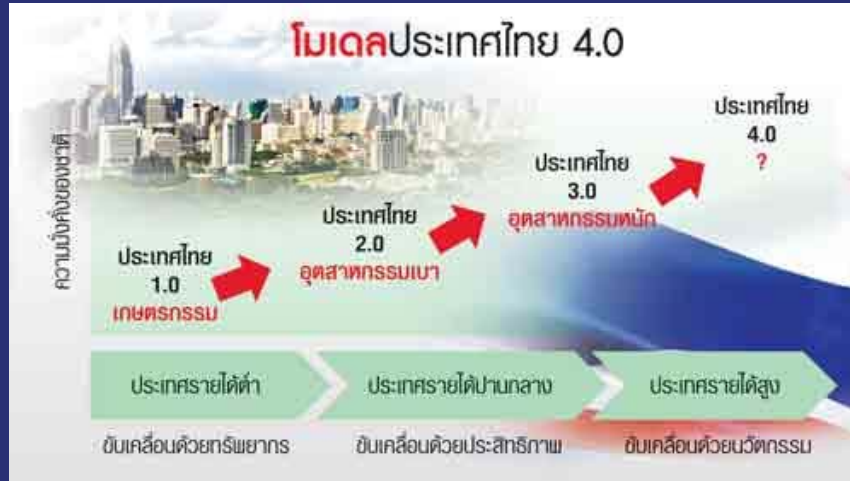 โมเดลประเทศไทย 4.0
ความมั่งคั่งของชาติ
ประเทศไทย
1.0
เกษตรกรรม
ประเทศไทย
2.0
อุตสาหกรรมเบา
ประเทศไทย
3.0
อุตสาหกรรมหนัก
ประเทศไทย
4.0
?
ประเทศรายได้ต่ำ
ประเทศรายได้ปานกลาง
ประเทศรายได้สูง
ขับเคลื่อนด้วยทรัพยากร
ขับเคลื่อนด้วยประสิทธิภาพ
ขับเคลื่อนด้วยนวัตกรรม